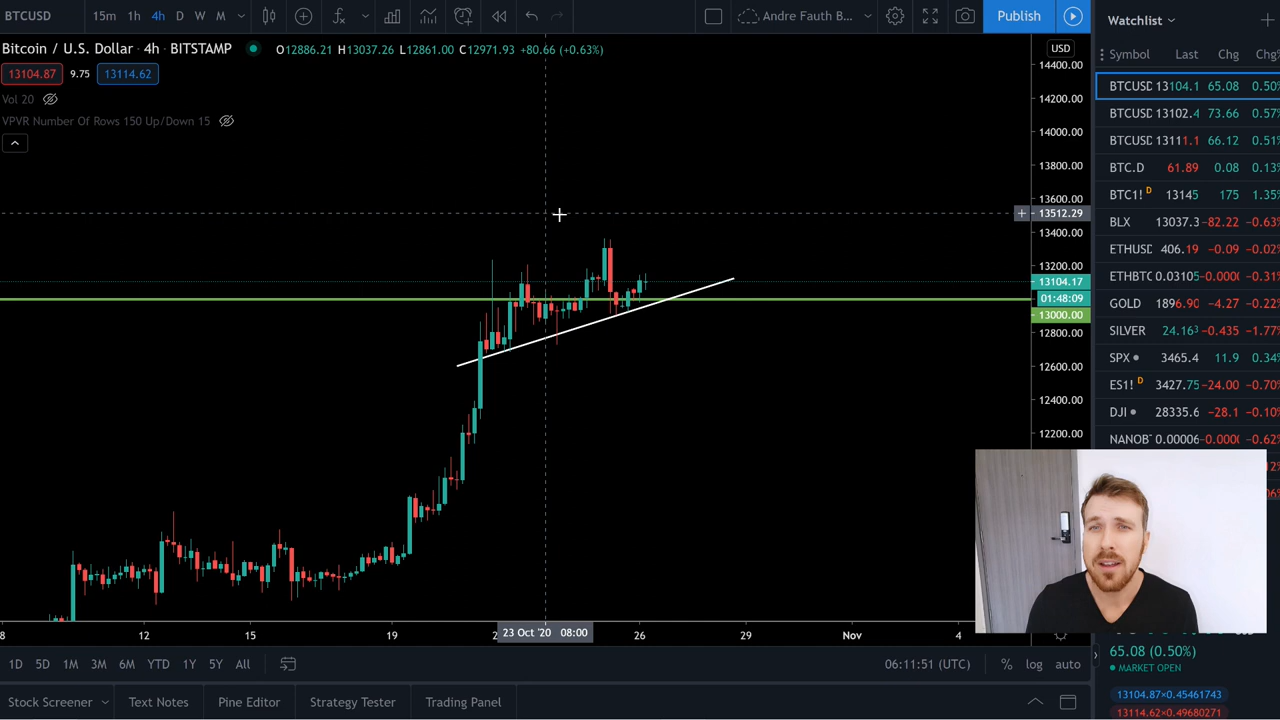 BTCUSD 15m 1h 4h D W M Andre Fauth B... Publish
Watchlist
Bitcoin / U.S. Dollar 4h BITSTAMP O12886.21 H13037.26 L12861.00 C12971.93 +80.66 (+0.63%)
USD
Symbol Last Chg Chg%
13104.87 9.75 13114.62
Vol 20
VPVR Number Of Rows 150 Up/Down 15
14400.00
14200.00
14000.00
13800.00
13600.00
13512.29
13400.00
13200.00
13104.17
01:48:09
13000.00
12800.00
12600.00
12400.00
12200.00
BTCUSD 13104.1 65.08 0.50%
BTCUSD 13102.4 73.66 0.57%
BTCUSD 13111.1 66.12 0.51%
BTC.D 61.89 0.08 0.13%
BTC1! D 13145 175 1.35%
BLX 13037.3 −82.22 −0.63%
ETHUSD 406.19 −0.09 −0.02%
ETHBTC 0.03105 −0.0000 −0.31%
GOLD 1896.90 −4.27 −0.22%
SILVER 24.163 −0.435 −1.77%
SPX 3465.4 11.9 0.34%
ES1! D 3427.75 −24.00 −0.70%
DJI 28335.6 −28.1 −0.10%
NANOB 0.00006 −0.0000 −0.62%
8 12 15 19 23 Oct '20 08:00 26 29 Nov 4
1D 5D 1M 3M 6M YTD 1Y 5Y All 06:11:51 (UTC) % log auto
65.08 (0.50%)
MARKET OPEN
13104.87×0.45461743
13114.62×0.49680271
Stock Screener Text Notes Pine Editor Strategy Tester Trading Panel